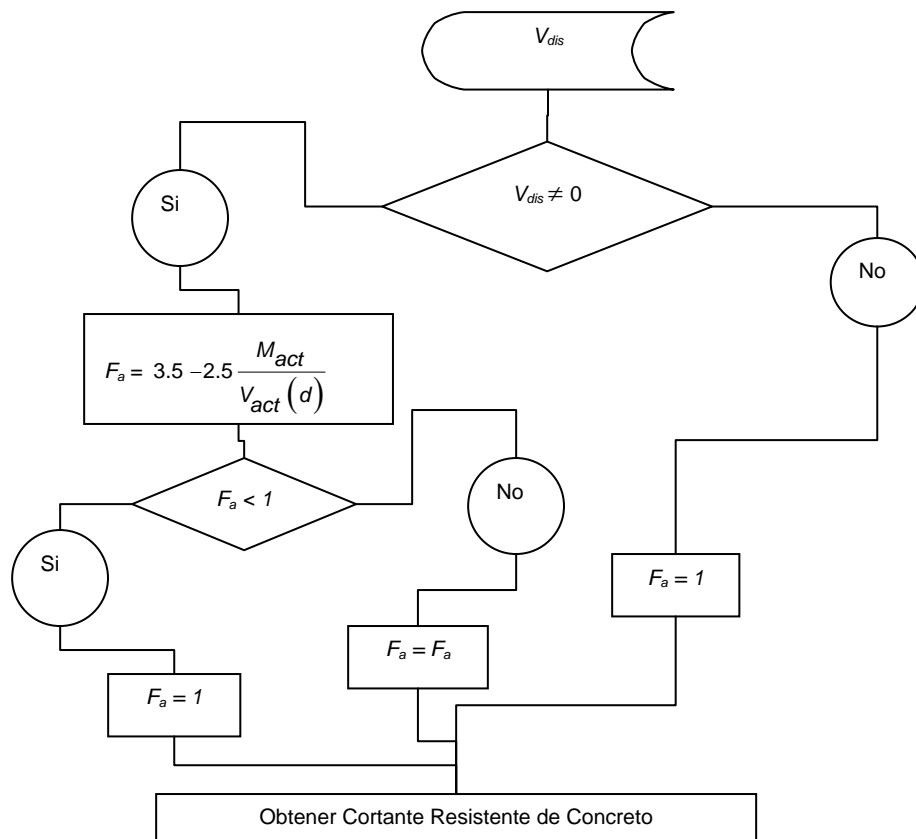 V_dis
V_dis ≠ 0
Si
No
F_a = 3.5 − 2.5 M_act / V_act (d)
F_a < 1
No
Si
F_a = 1
F_a = F_a
F_a = 1
Obtener Cortante Resistente de Concreto